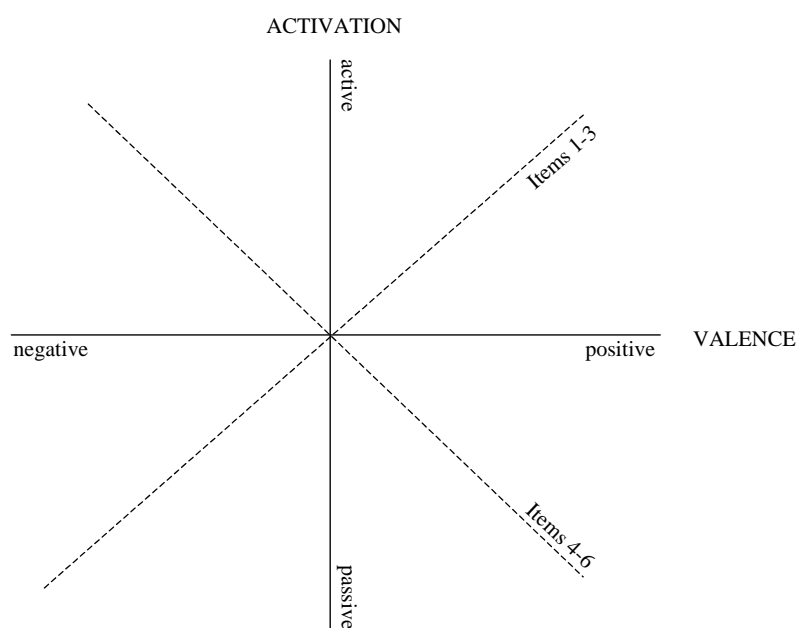 ACTIVATION
active
Items 1-3
negative
positive
VALENCE
Items 4-6
passive